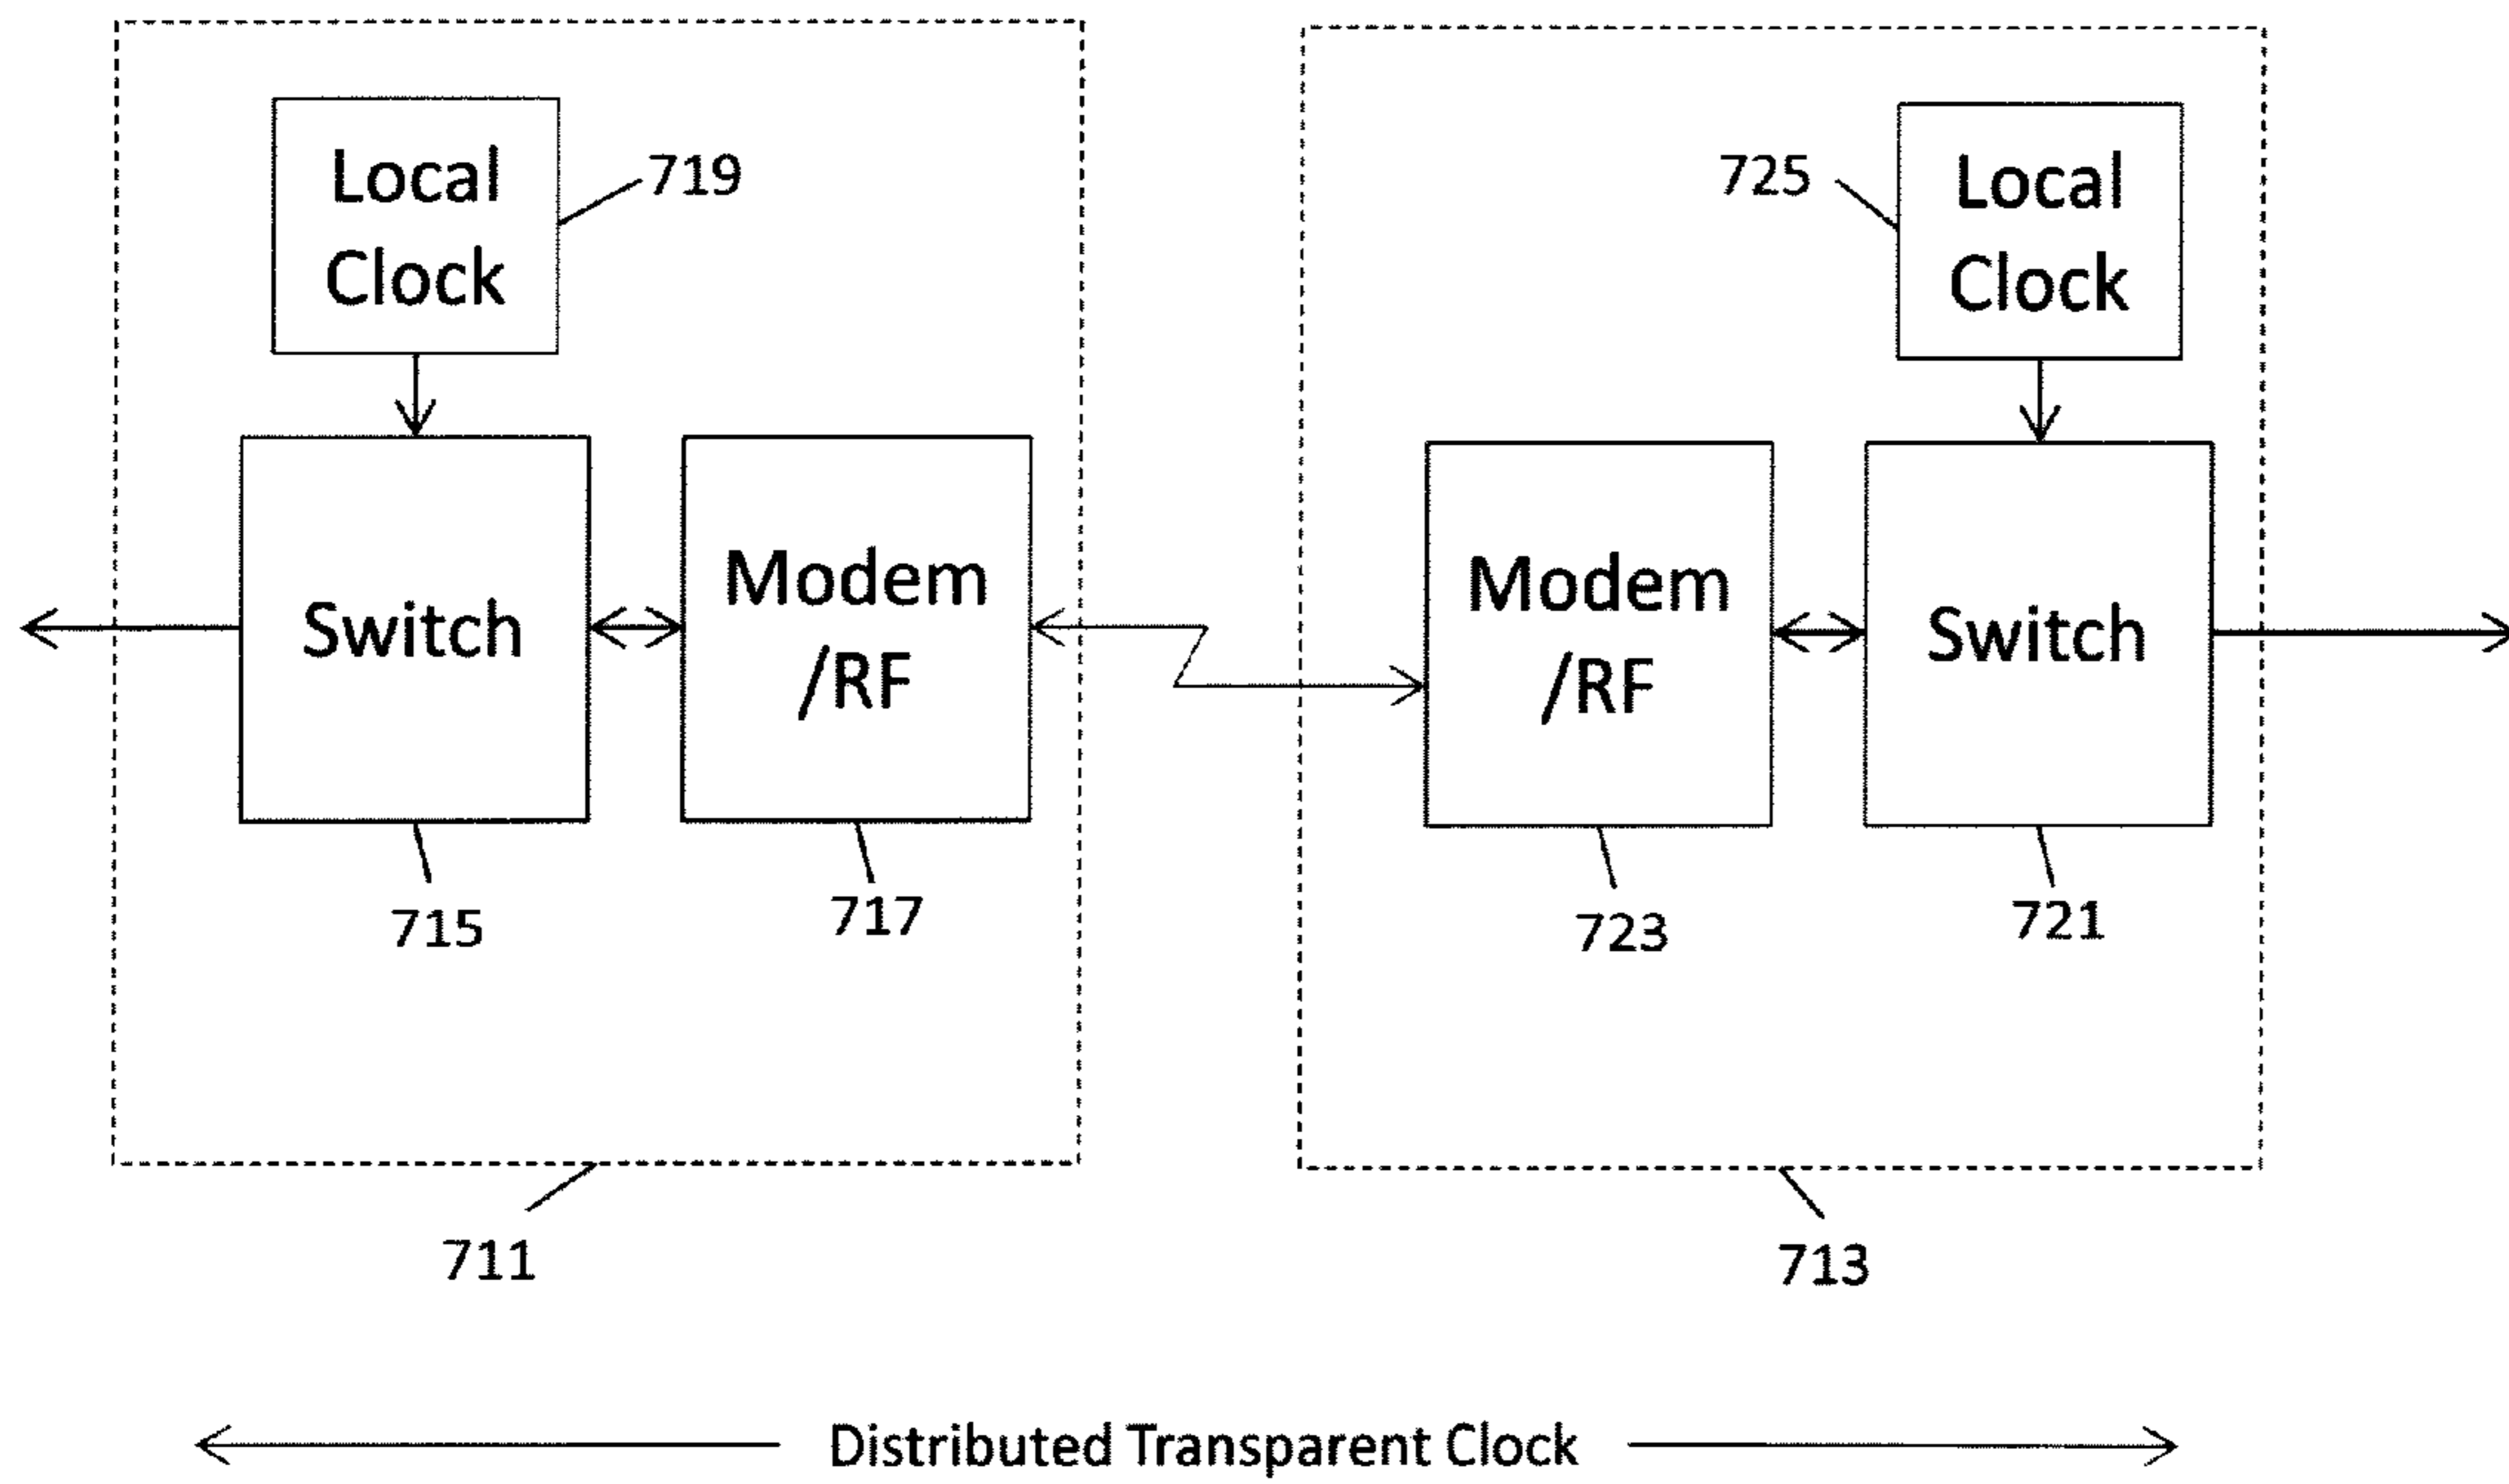 Local
Clock
719
725
Local
Clock
Switch
Modem
/RF
Modem
/RF
Switch
715
717
723
721
711
713
Distributed Transparent Clock